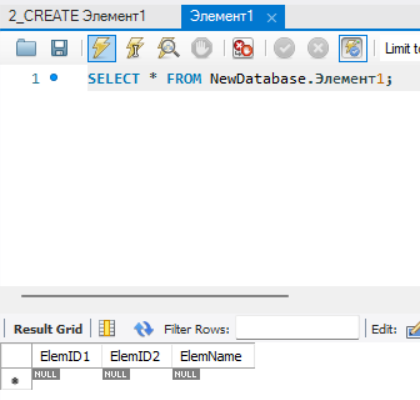 2_CREATE Элемент1
Элемент1
Limit t
1
SELECT * FROM NewDatabase.Элемент1;
Result Grid
Filter Rows:
Edit:
ElemID1 ElemID2 ElemName
NULL NULL NULL